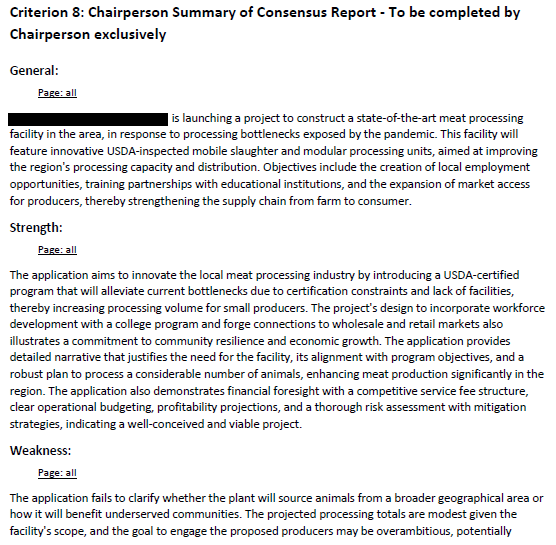 Criterion 8: Chairperson Summary of Consensus Report - To be completed by
Chairperson exclusively
General:
Page: all
is launching a project to construct a state-of-the-art meat processing
facility in the area, in response to processing bottlenecks exposed by the pandemic. This facility will
feature innovative USDA-inspected mobile slaughter and modular processing units, aimed at improving
the region's processing capacity and distribution. Objectives include the creation of local employment
opportunities, training partnerships with educational institutions, and the expansion of market access
for producers, thereby strengthening the supply chain from farm to consumer.
Strength:
Page: all
The application aims to innovate the local meat processing industry by introducing a USDA-certified
program that will alleviate current bottlenecks due to certification constraints and lack of facilities,
thereby increasing processing volume for small producers. The project's design to incorporate workforce
development with a college program and forge connections to wholesale and retail markets also
illustrates a commitment to community resilience and economic growth. The application provides
detailed narrative that justifies the need for the facility, its alignment with program objectives, and a
robust plan to process a considerable number of animals, enhancing meat production significantly in the
region. The application also demonstrates financial foresight with a competitive service fee structure,
clear operational budgeting, profitability projections, and a thorough risk assessment with mitigation
strategies, indicating a well-conceived and viable project.
Weakness:
Page: all
The application fails to clarify whether the plant will source animals from a broader geographical area or
how it will benefit underserved communities. The projected processing totals are modest given the
facility's scope, and the goal to engage the proposed producers may be overambitious, potentially